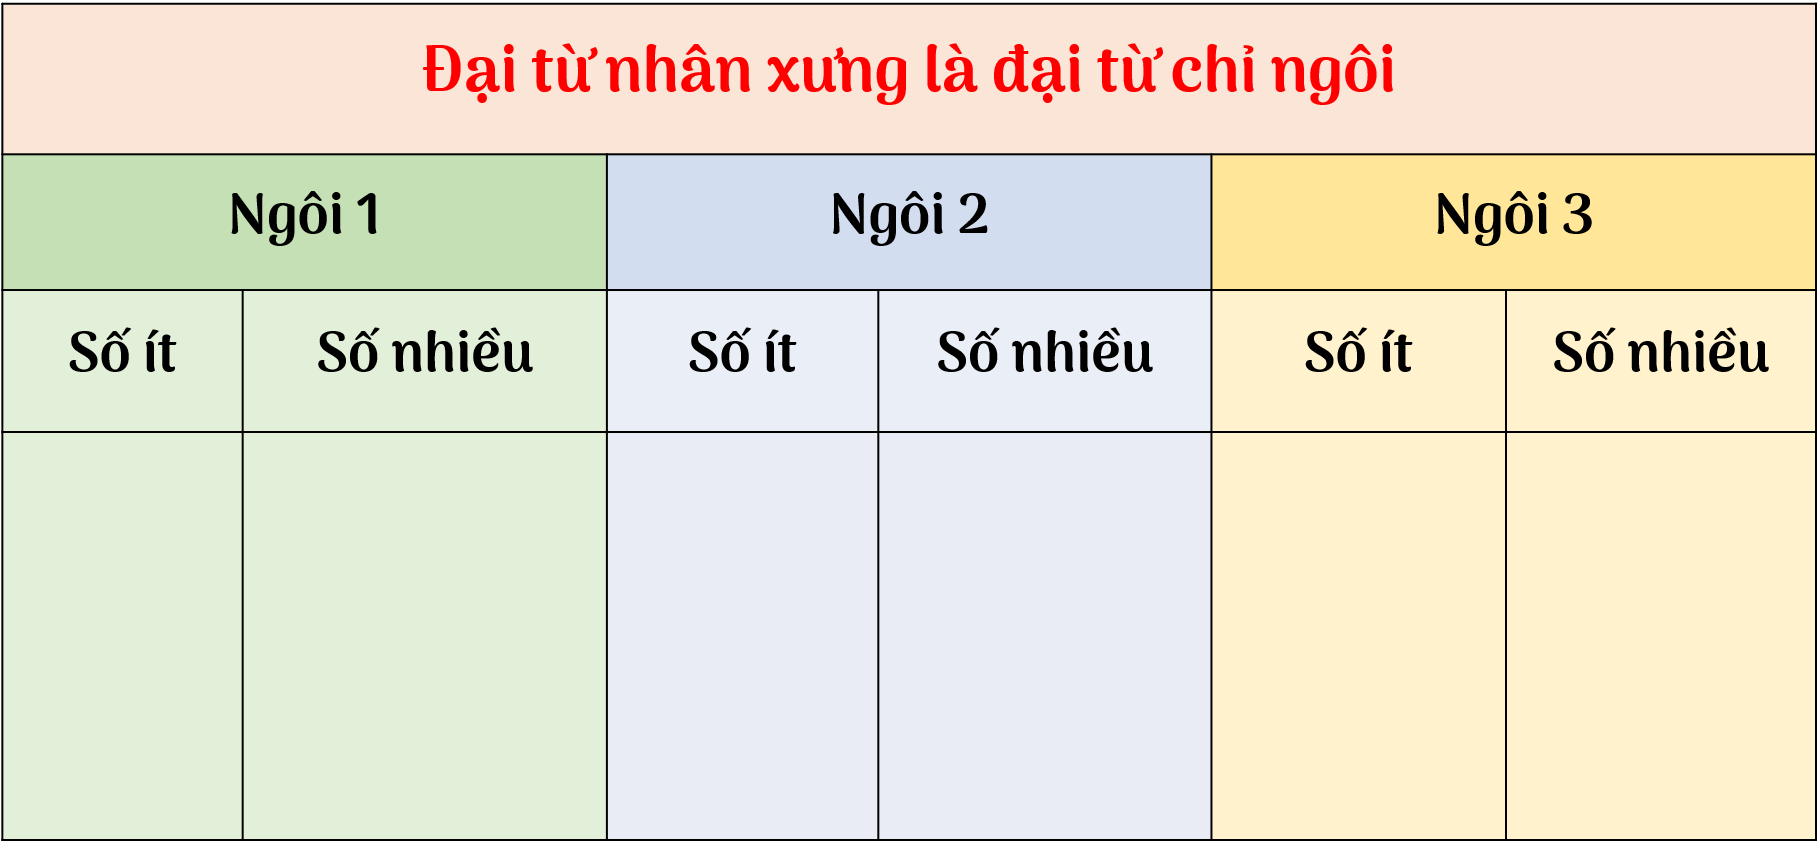 Đại từ nhân xưng là đại từ chỉ ngôi
Ngôi 1 Ngôi 2 Ngôi 3
Số ít Số nhiều Số ít Số nhiều Số ít Số nhiều